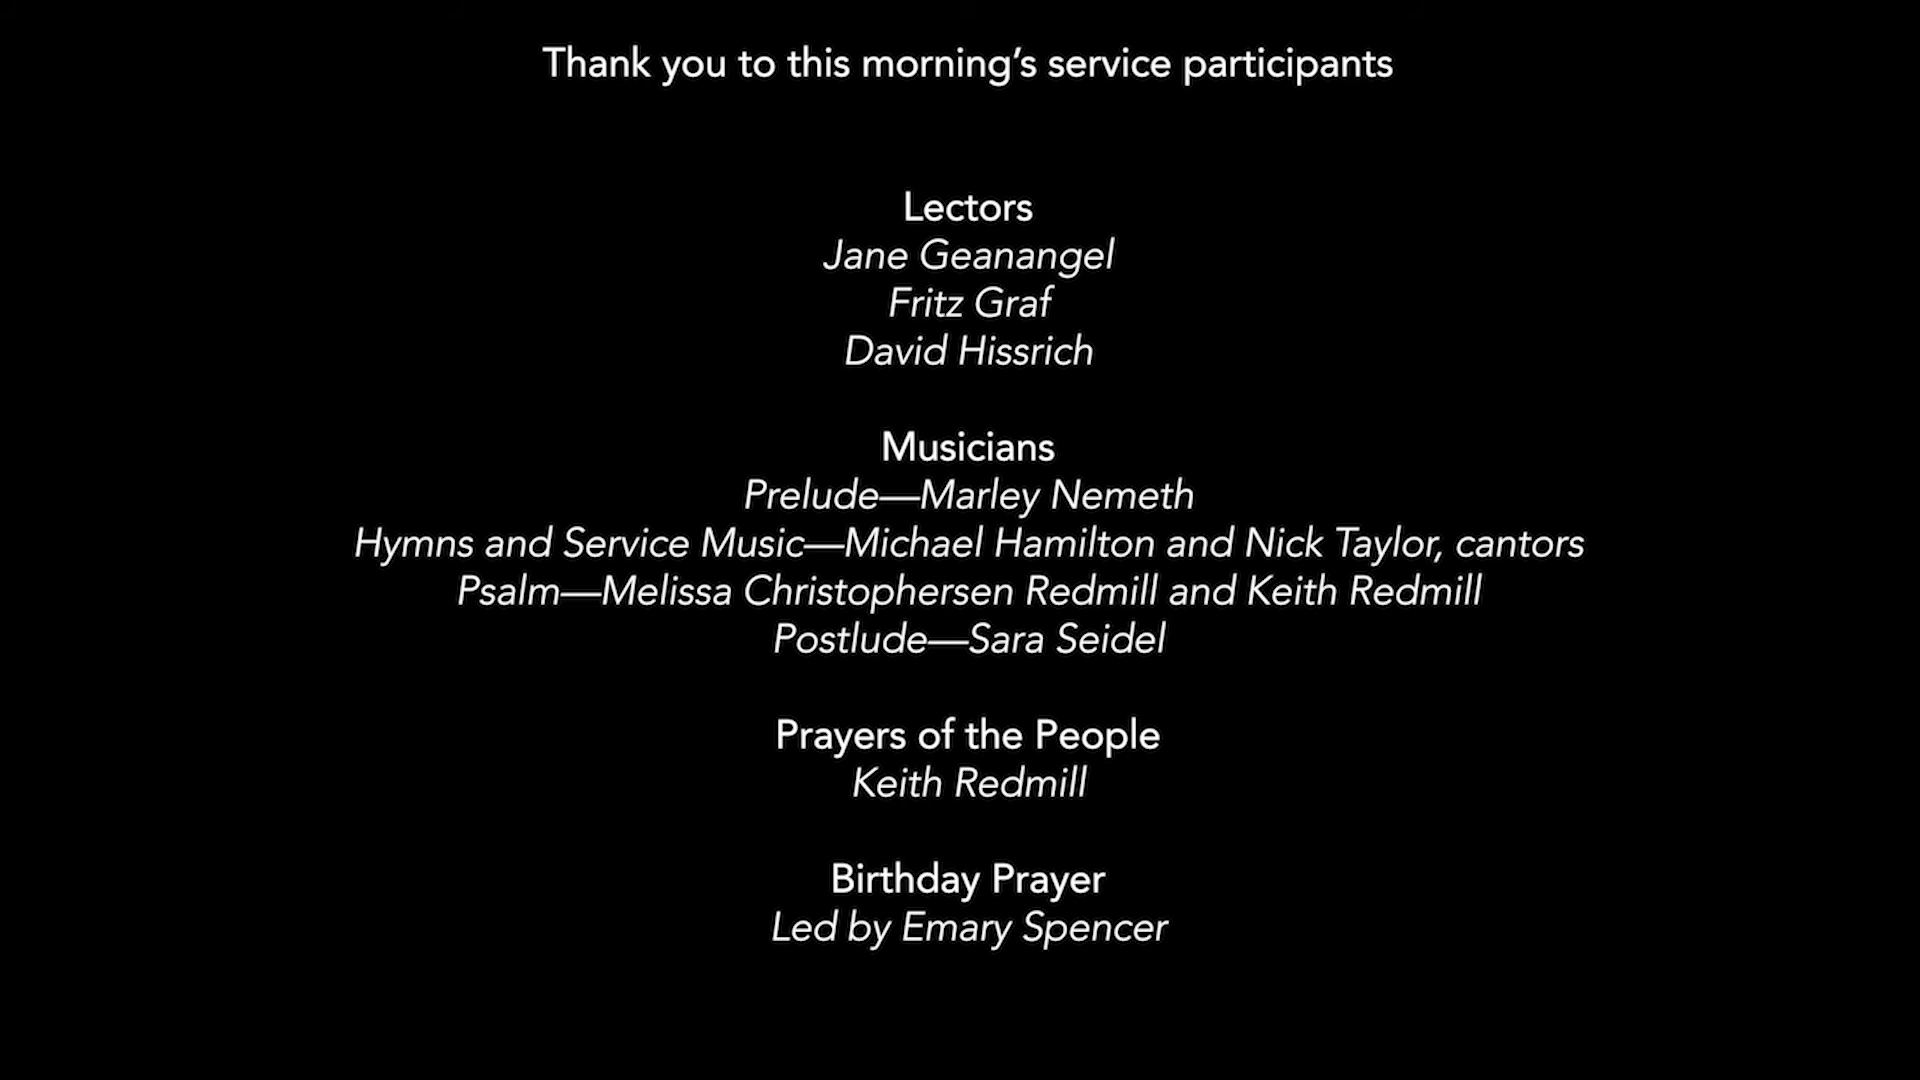 Thank you to this morning’s service participants
Lectors
Jane Geanangel
Fritz Graf
David Hissrich
Musicians
Prelude—Marley Nemeth
Hymns and Service Music—Michael Hamilton and Nick Taylor, cantors
Psalm—Melissa Christophersen Redmill and Keith Redmill
Postlude—Sara Seidel
Prayers of the People
Keith Redmill
Birthday Prayer
Led by Emary Spencer